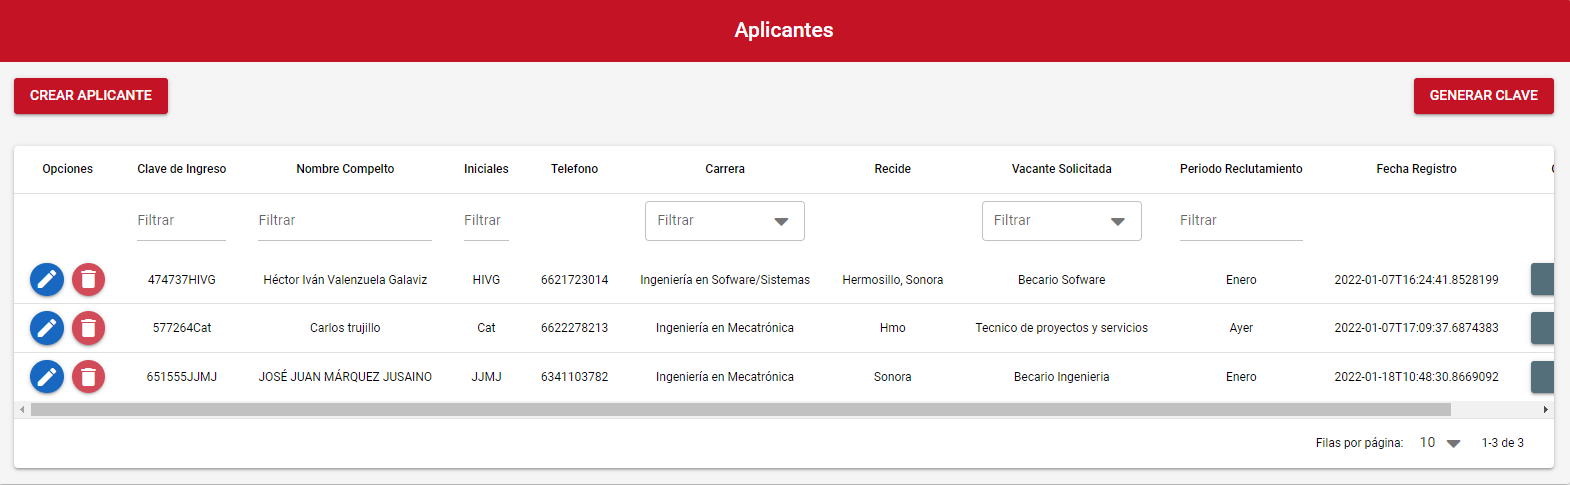 Aplicantes
CREAR APLICANTE GENERAR CLAVE
Opciones Clave de Ingreso Nombre Compelto Iniciales Telefono Carrera Recide Vacante Solicitada Periodo Reclutamiento Fecha Registro
Filtrar Filtrar Filtrar Filtrar Filtrar Filtrar
474737HIVG Héctor Iván Valenzuela Galaviz HIVG 6621723014 Ingeniería en Sofware/Sistemas Hermosillo, Sonora Becario Sofware Enero 2022-01-07T16:24:41.8528199
577264Cat Carlos trujillo Cat 6622278213 Ingeniería en Mecatrónica Hmo Tecnico de proyectos y servicios Ayer 2022-01-07T17:09:37.6874383
651555JJMJ JOSÉ JUAN MÁRQUEZ JUSAINO JJMJ 6341103782 Ingeniería en Mecatrónica Sonora Becario Ingenieria Enero 2022-01-18T10:48:30.8669092
Filas por página: 10 1-3 de 3